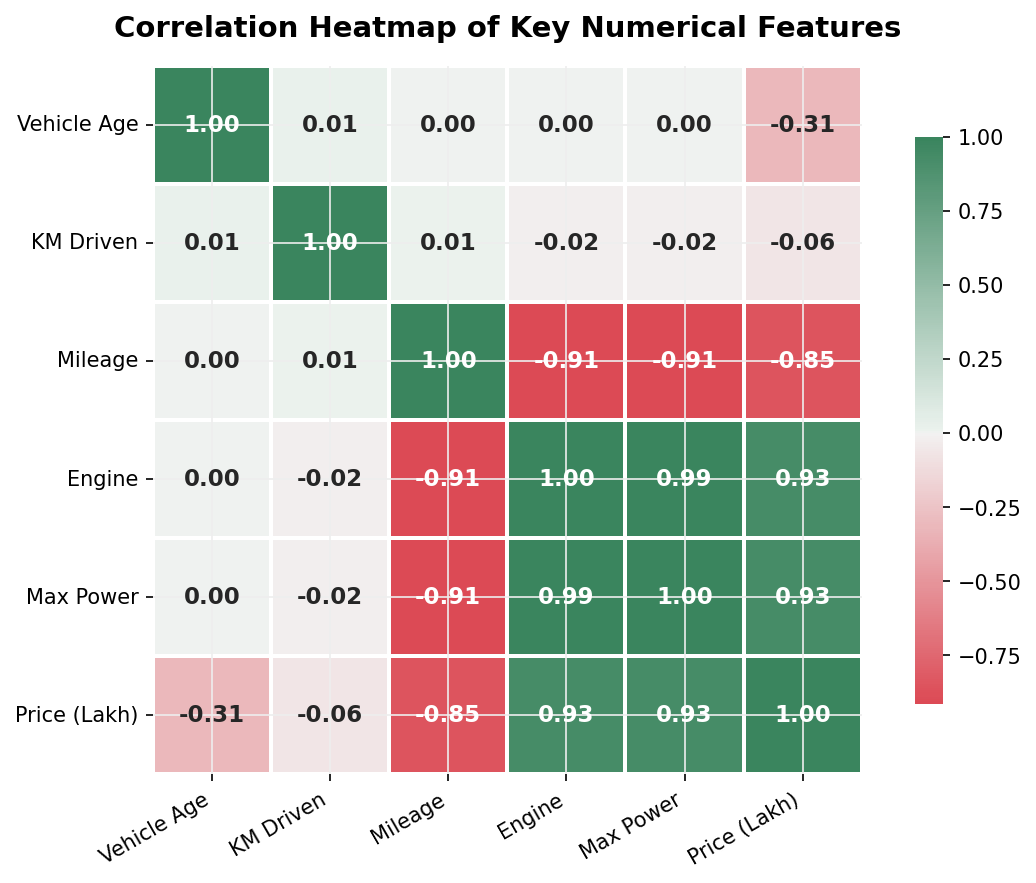 Correlation Heatmap of Key Numerical Features
Vehicle Age 1.00 0.01 0.00 0.00 0.00 -0.31
KM Driven 0.01 1.00 0.01 -0.02 -0.02 -0.06
Mileage 0.00 0.01 1.00 -0.91 -0.91 -0.85
Engine 0.00 -0.02 -0.91 1.00 0.99 0.93
Max Power 0.00 -0.02 -0.91 0.99 1.00 0.93
Price (Lakh) -0.31 -0.06 -0.85 0.93 0.93 1.00
Vehicle Age KM Driven Mileage Engine Max Power Price (Lakh)
1.00
0.75
0.50
0.25
0.00
−0.25
−0.50
−0.75